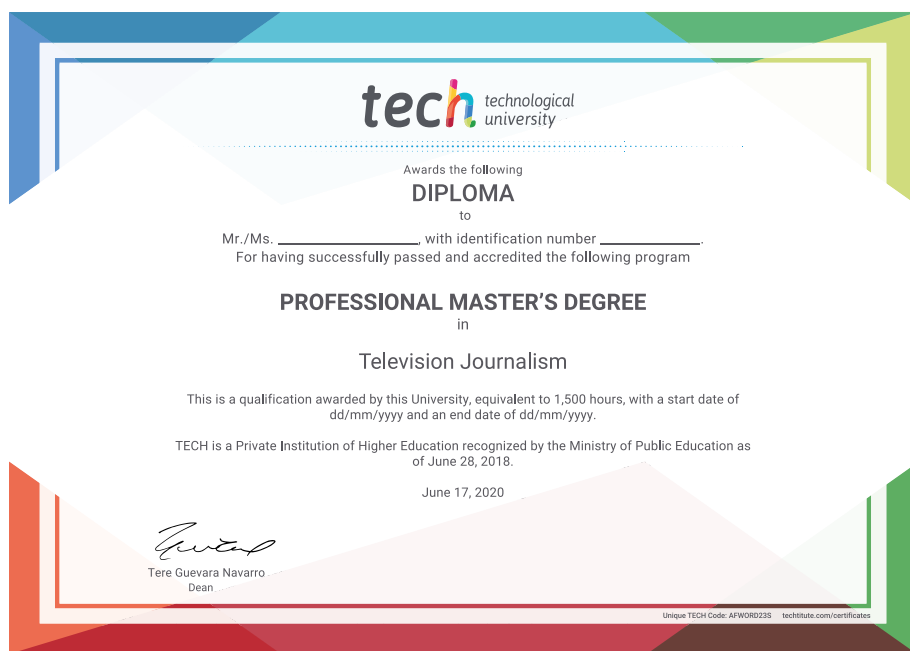 tech technological
university
Awards the following
DIPLOMA
to
Mr./Ms. ____________________, with identification number ______________.
For having successfully passed and accredited the following program
PROFESSIONAL MASTER'S DEGREE
in
Television Journalism
This is a qualification awarded by this University, equivalent to 1,500 hours, with a start date of
dd/mm/yyyy and an end date of dd/mm/yyyy.
TECH is a Private Institution of Higher Education recognized by the Ministry of Public Education as
of June 28, 2018.
June 17, 2020
Tere Guevara Navarro
Dean
Unique TECH Code: AFWORD23S techtitute.com/certificates